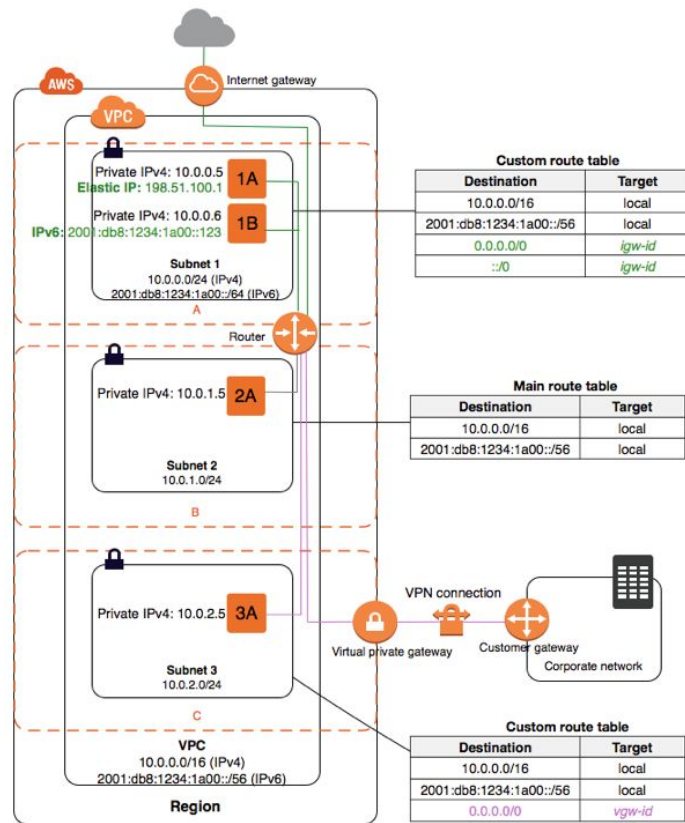 Internet gateway
AWS
VPC
Private IPv4: 10.0.0.5
Elastic IP: 198.51.100.1
1A
Private IPv4: 10.0.0.6
IPv6: 2001:db8:1234:1a00::123
1B
Subnet 1
10.0.0.0/24 (IPv4)
2001:db8:1234:1a00::/64 (IPv6)
A
Custom route table
Destination Target
10.0.0.0/16 local
2001:db8:1234:1a00::/56 local
0.0.0.0/0 igw-id
::/0 igw-id
Router
Private IPv4: 10.0.1.5
2A
Subnet 2
10.0.1.0/24
B
Main route table
Destination Target
10.0.0.0/16 local
2001:db8:1234:1a00::/56 local
Private IPv4: 10.0.2.5
3A
Subnet 3
10.0.2.0/24
C
VPN connection
Virtual private gateway
Customer gateway
Corporate network
VPC
10.0.0.0/16 (IPv4)
2001:db8:1234:1a00::/56 (IPv6)
Region
Custom route table
Destination Target
10.0.0.0/16 local
2001:db8:1234:1a00::/56 local
0.0.0.0/0 vgw-id